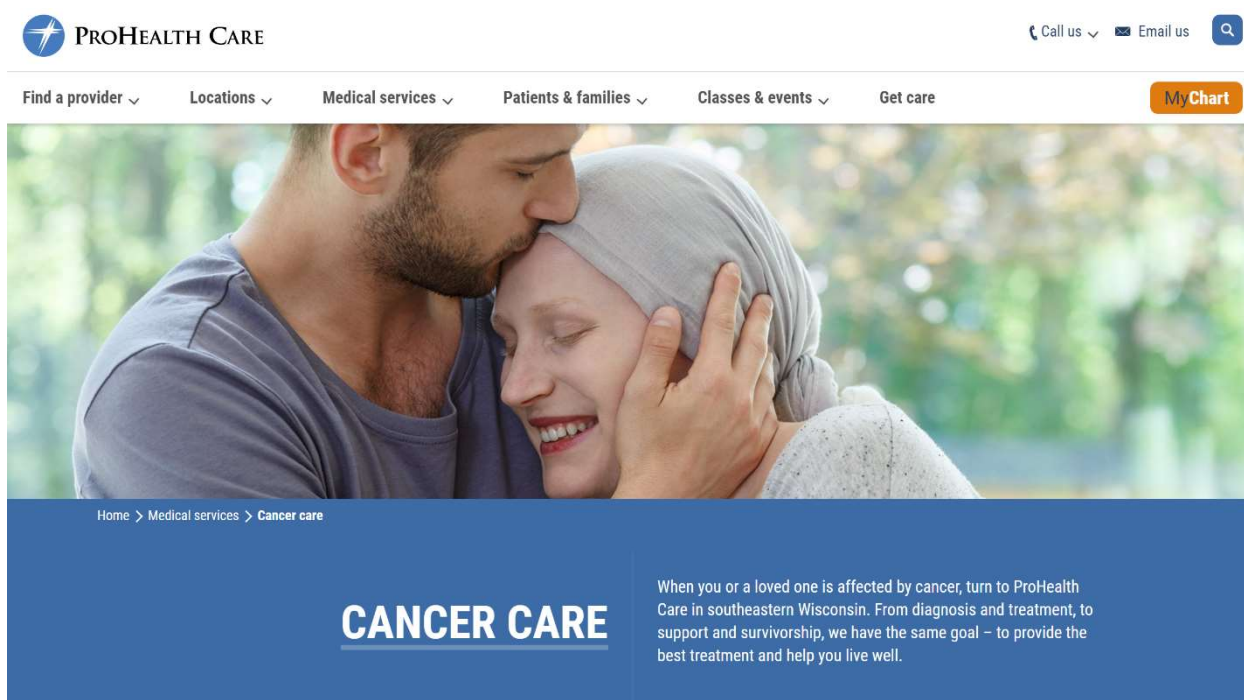 PROHEALTH CARE
Call us
Email us
Find a provider
Locations
Medical services
Patients & families
Classes & events
Get care
MyChart
Home > Medical services > Cancer care
CANCER CARE
When you or a loved one is affected by cancer, turn to ProHealth
Care in southeastern Wisconsin. From diagnosis and treatment, to
support and survivorship, we have the same goal – to provide the
best treatment and help you live well.